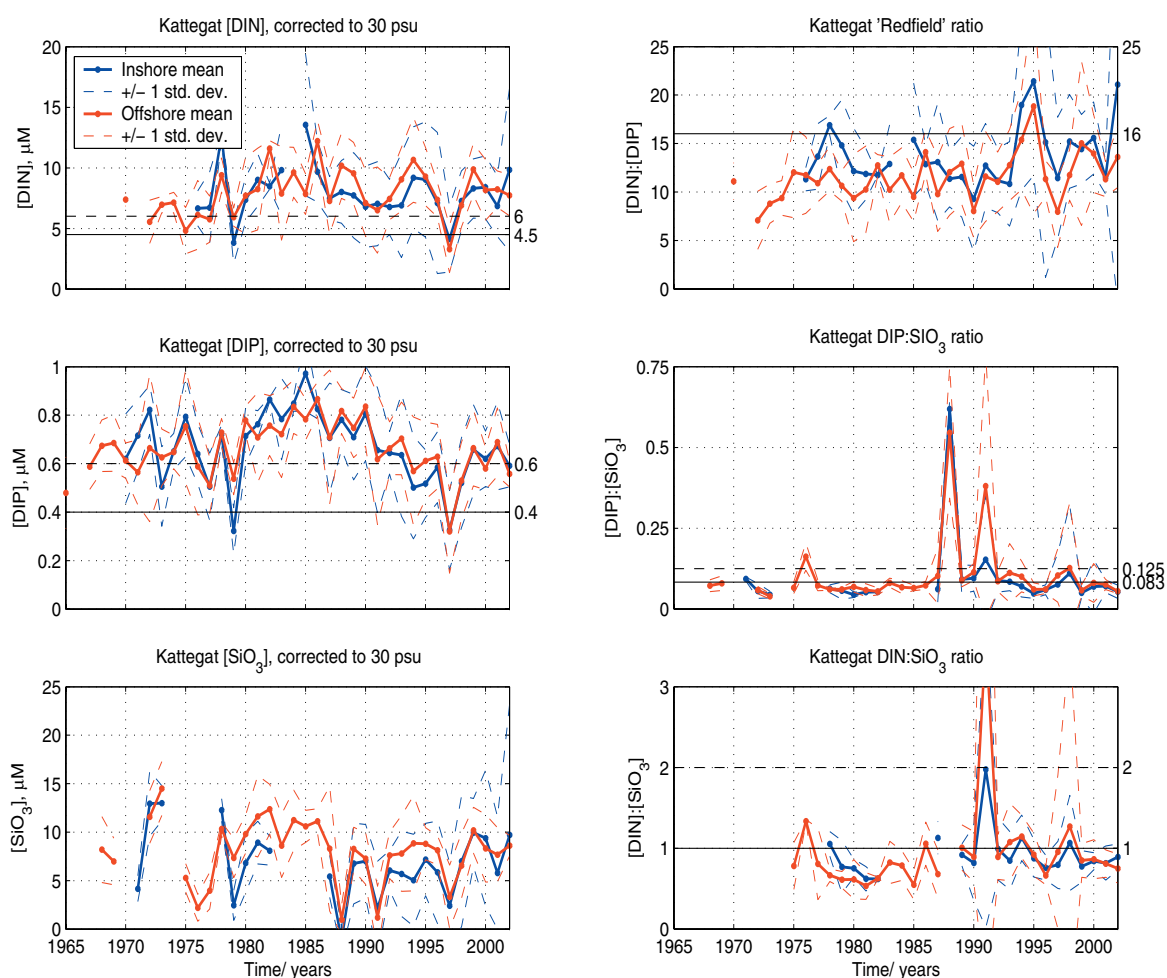 Kattegat [DIN], corrected to 30 psu
20
15
10
5
0
[DIN], μM
Inshore mean
+/− 1 std. dev.
Offshore mean
+/− 1 std. dev.
6
4.5
Kattegat 'Redfield' ratio
25
20
15
10
5
0
[DIN]:[DIP]
25
16
Kattegat [DIP], corrected to 30 psu
1
0.8
0.6
0.4
0.2
0
[DIP], μM
0.6
0.4
Kattegat DIP:SiO3 ratio
0.75
0.5
0.25
0
[DIP]:[SiO3]
0.125
0.083
Kattegat [SiO3], corrected to 30 psu
25
20
15
10
5
0
[SiO3], μM
1965 1970 1975 1980 1985 1990 1995 2000
Time/ years
Kattegat DIN:SiO3 ratio
3
2
1
0
[DIN]:[SiO3]
2
1
1965 1970 1975 1980 1985 1990 1995 2000
Time/ years